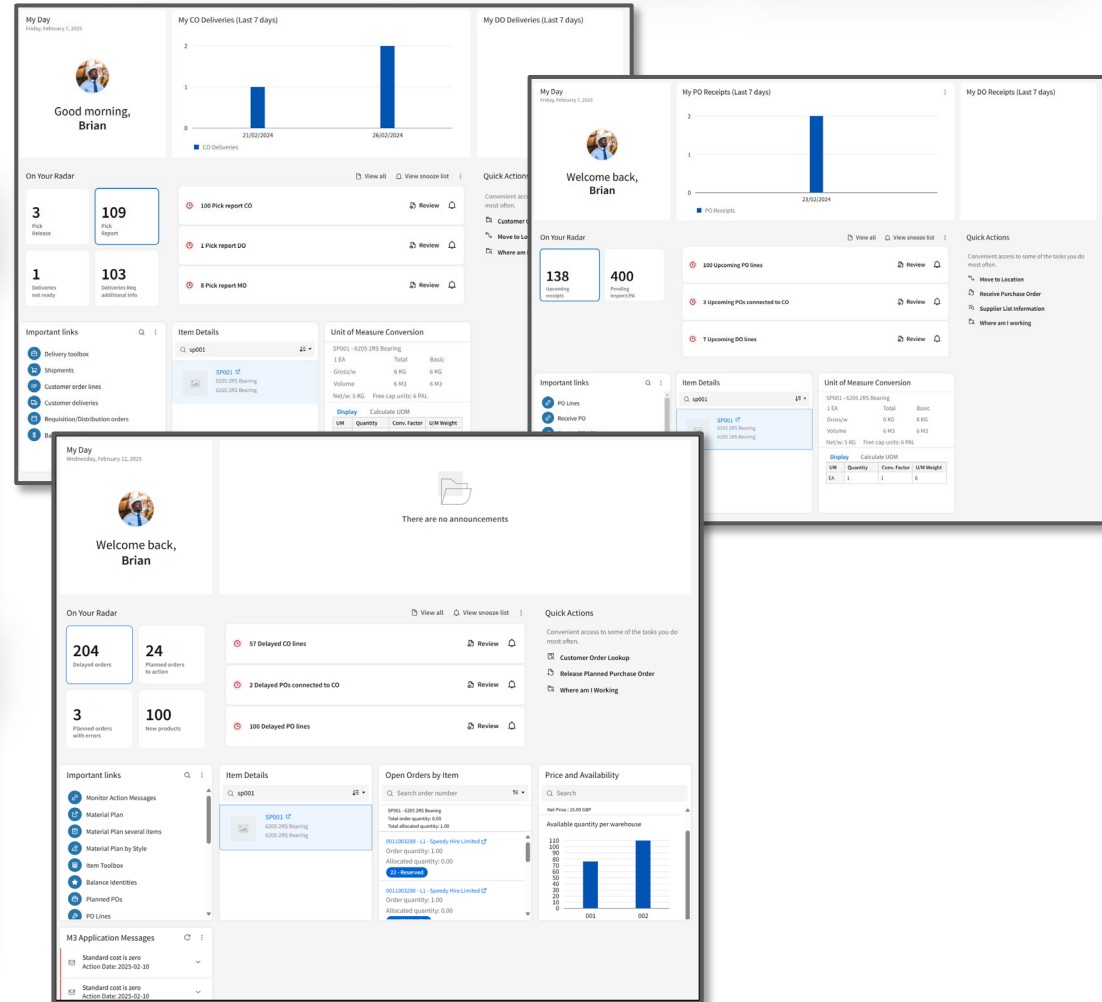 My Day
Friday, February 7, 2025
Good morning,
Brian
My CO Deliveries (Last 7 days)
2
1
0
21/02/2024
26/02/2024
CO Deliveries
My DO Deliveries (Last 7 days)
On Your Radar
View all
View snooze list
3
Pick
Release
109
Pick
Report
1
Deliveries
not ready
103
Deliveries Req
additional info
100 Pick report CO
Review
1 Pick report DO
Review
8 Pick report MO
Review
Quick Actions
Convenient acc
most often.
Customer
Move to Lo
Where am
Important links
Delivery toolbox
Shipments
Customer order lines
Customer deliveries
Requisition/Distribution orders
Ba
Item Details
sp001
SP001
6205 2RS Bearing
6205 2RS Bearing
Unit of Measure Conversion
SP001 - 6205 2RS Bearing
1 EA Total Basic
Gross/w 6 KG 6 KG
Volume 6 M3 6 M3
Net/w: 5 KG Free cap units: 6 PAL
Display Calculate UOM
UM Quantity Conv. Factor U/M Weight
My Day
Friday, February 7, 2025
Welcome back,
Brian
My PO Receipts (Last 7 days)
2
1
0
23/02/2024
PO Receipts
My DO Receipts (Last 7 days)
On Your Radar
View all
View snooze list
138
Upcoming
receipts
400
Pending
Inspect/PA
100 Upcoming PO lines
Review
3 Upcoming POs connected to CO
Review
7 Upcoming DO lines
Review
Quick Actions
Convenient access to some of the tasks you do
most often.
Move to Location
Receive Purchase Order
Supplier List Information
Where am I working
Important links
PO Lines
Receive PO
Item Details
sp001
SP001
6205 2RS Bearing
6205 2RS Bearing
Unit of Measure Conversion
SP001 - 6205 2RS Bearing
1 EA Total Basic
Gross/w 6 KG 6 KG
Volume 6 M3 6 M3
Net/w: 5 KG Free cap units: 6 PAL
Display Calculate UOM
UM Quantity Conv. Factor U/M Weight
EA 1 1 6
My Day
Wednesday, February 12, 2025
Welcome back,
Brian
There are no announcements
On Your Radar
View all
View snooze list
204
Delayed orders
24
Planned orders
to action
3
Planned orders
with errors
100
New products
57 Delayed CO lines
Review
2 Delayed POs connected to CO
Review
100 Delayed PO lines
Review
Quick Actions
Convenient access to some of the tasks you do
most often.
Customer Order Lookup
Release Planned Purchase Order
Where am I Working
Important links
Monitor Action Messages
Material Plan
Material Plan several items
Material Plan by Style
Item Toolbox
Balance Identities
Planned POs
PO Lines
Item Details
sp001
SP001
6205 2RS Bearing
6205 2RS Bearing
Open Orders by Item
Search order number
SP001 - 6205 2RS Bearing
Total order quantity: 6.00
Total allocated quantity: 1.00
0011003289 - L1 - Speedy Hire Limited
Order quantity: 1.00
Allocated quantity: 0.00
22 - Reserved
0011003290 - L1 - Speedy Hire Limited
Order quantity: 1.00
Allocated quantity: 0.00
Price and Availability
Search
Net Price : 15.00 GBP
Available quantity per warehouse
110
100
90
80
70
60
50
40
30
20
10
0
001
002
M3 Application Messages
Standard cost is zero
Action Date: 2025-02-10
Standard cost is zero
Action Date: 2025-02-10